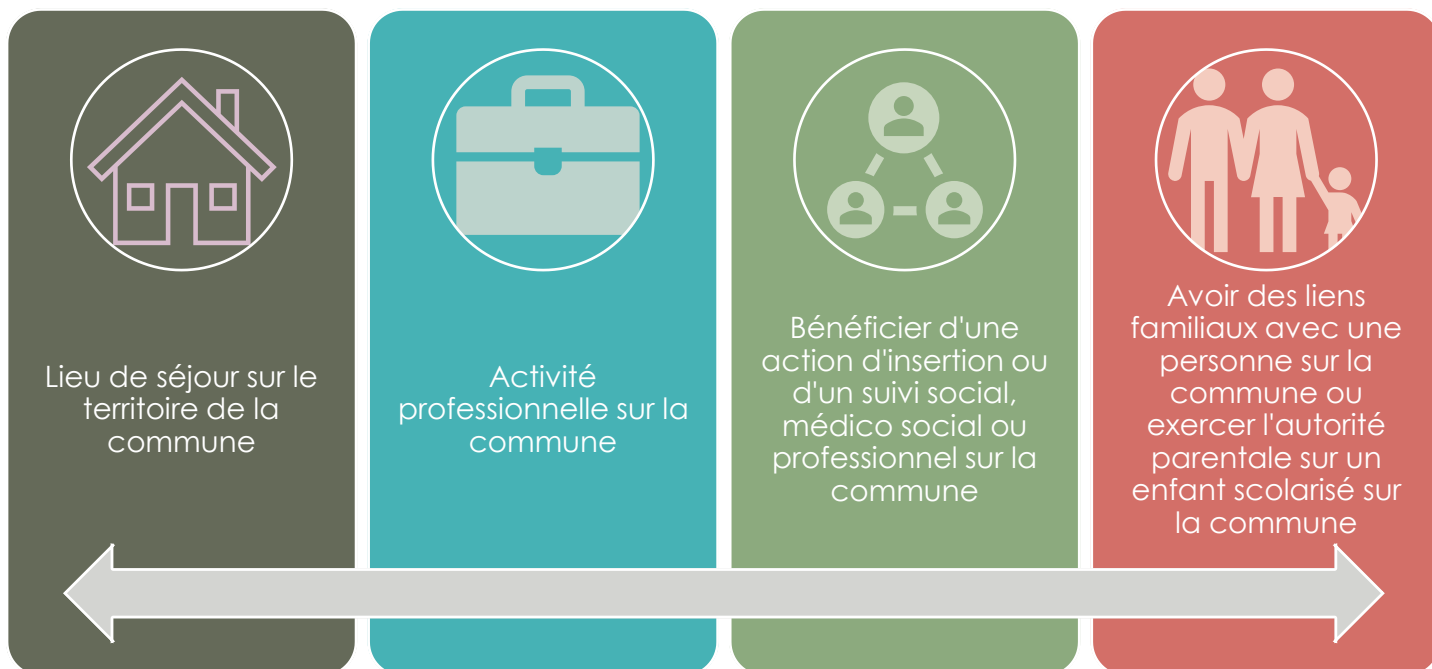 Lieu de séjour sur le
territoire de la
commune
Activité
professionnelle sur la
commune
Bénéficier d'une
action d'insertion ou
d'un suivi social,
médico social ou
professionnel sur la
commune
Avoir des liens
familiaux avec une
personne sur la
commune ou
exercer l'autorité
parentale sur un
enfant scolarisé sur
la commune